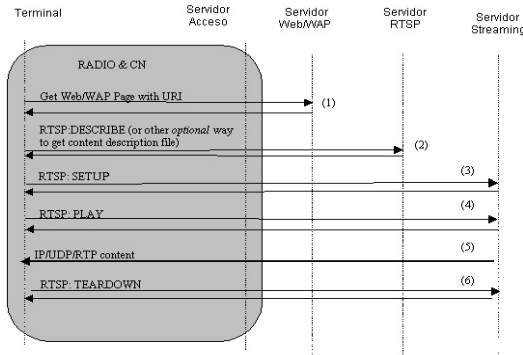 Terminal
Servidor
Acceso
Servidor
Web/WAP
Servidor
RTSP
Servidor
Streaming
RADIO & CN
Get Web/WAP Page with URI
(1)
RTSP:DESCRIBE (or other optional way
to get content description file)
(2)
(3)
RTSP: SETUP
(4)
RTSP: PLAY
(5)
IP/UDP/RTP content
(6)
RTSP: TEARDOWN